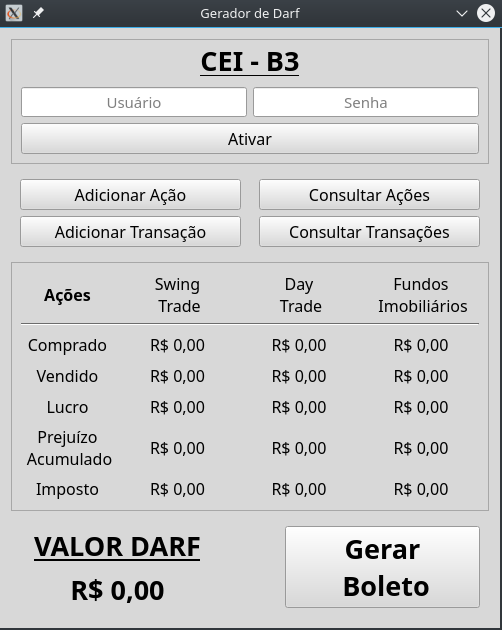 Gerador de Darf
CEI - B3
Usuário Senha
Ativar
Adicionar Ação Consultar Ações
Adicionar Transação Consultar Transações
Ações Swing Trade Day Trade Fundos Imobiliários
Comprado R$ 0,00 R$ 0,00 R$ 0,00
Vendido R$ 0,00 R$ 0,00 R$ 0,00
Lucro R$ 0,00 R$ 0,00 R$ 0,00
Prejuízo Acumulado R$ 0,00 R$ 0,00 R$ 0,00
Imposto R$ 0,00 R$ 0,00 R$ 0,00
VALOR DARF
R$ 0,00
Gerar
Boleto